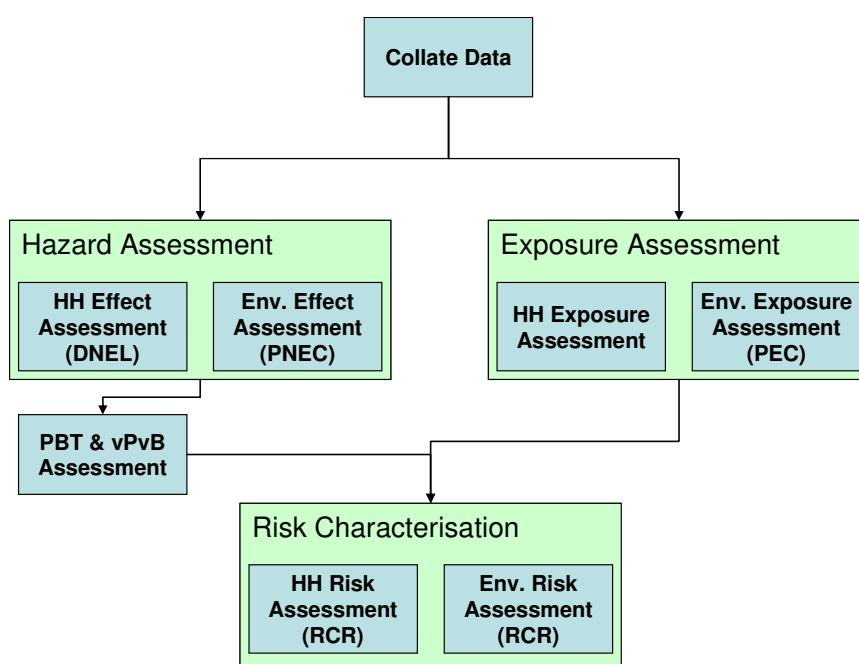 Collate Data
Hazard Assessment
HH Effect
Assessment
(DNEL)
Env. Effect
Assessment
(PNEC)
Exposure Assessment
HH Exposure
Assessment
Env. Exposure
Assessment
(PEC)
PBT & vPvB
Assessment
Risk Characterisation
HH Risk
Assessment
(RCR)
Env. Risk
Assessment
(RCR)